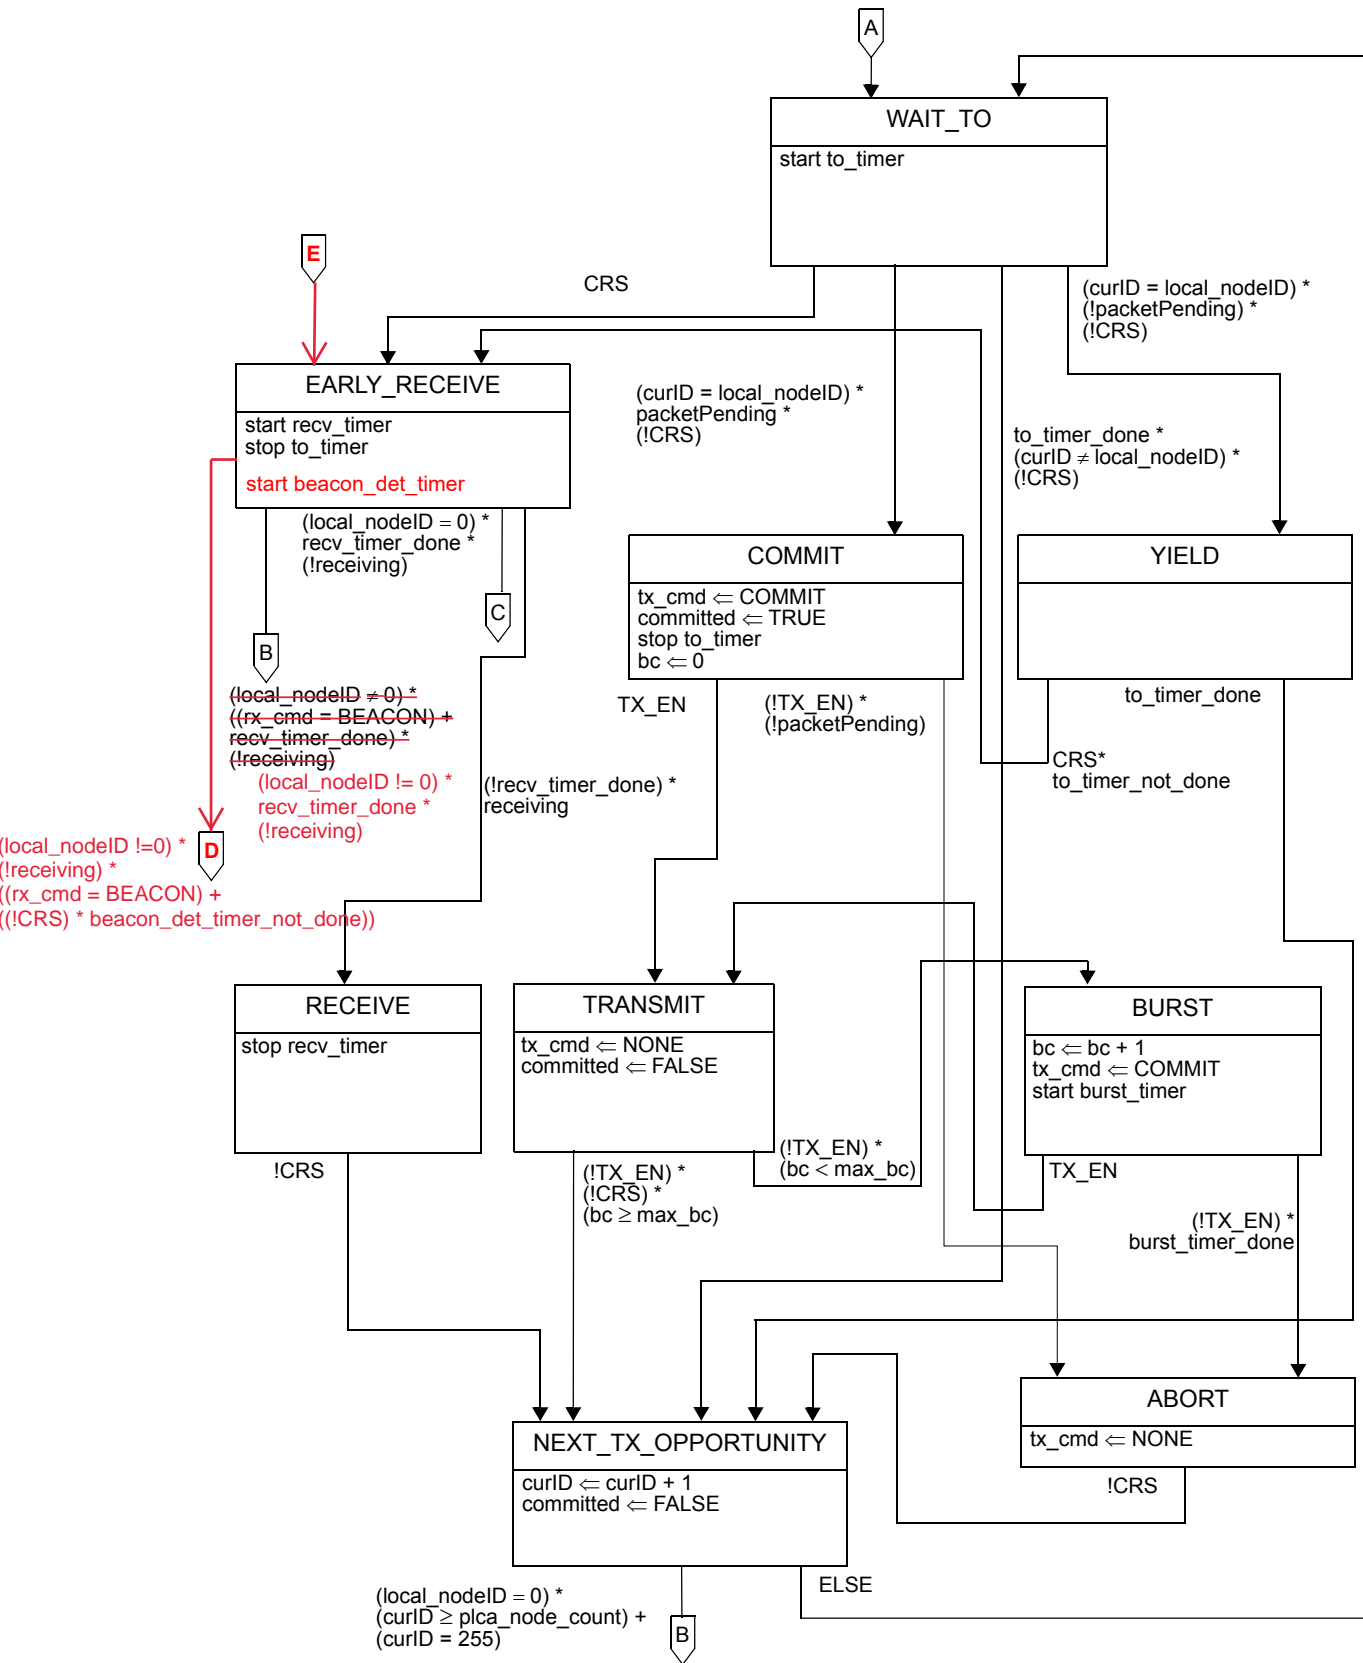 A
WAIT_TO
start to_timer
E
CRS
(curID = local_nodeID) *
(!packetPending) *
(!CRS)
EARLY_RECEIVE
start recv_timer
stop to_timer
start beacon_det_timer
(curID = local_nodeID) *
packetPending *
(!CRS)
to_timer_done *
(curID ≠ local_nodeID) *
(!CRS)
(local_nodeID = 0) *
recv_timer_done *
(!receiving)
COMMIT
tx_cmd ⇐ COMMIT
committed ⇐ TRUE
stop to_timer
bc ⇐ 0
YIELD
C
B
(local_nodeID ≠ 0) *
((rx_cmd = BEACON) +
recv_timer_done) *
(!receiving)
(local_nodeID != 0) *
recv_timer_done *
(!receiving)
TX_EN
(!TX_EN) *
(!packetPending)
to_timer_done
CRS*
to_timer_not_done
(!recv_timer_done) *
receiving
D
(local_nodeID !=0) *
(!receiving) *
((rx_cmd = BEACON) +
((!CRS) * beacon_det_timer_not_done))
RECEIVE
stop recv_timer
TRANSMIT
tx_cmd ⇐ NONE
committed ⇐ FALSE
BURST
bc ⇐ bc + 1
tx_cmd ⇐ COMMIT
start burst_timer
!CRS
(!TX_EN) *
(!CRS) *
(bc ≥ max_bc)
(!TX_EN) *
(bc < max_bc)
TX_EN
(!TX_EN) *
burst_timer_done
ABORT
tx_cmd ⇐ NONE
NEXT_TX_OPPORTUNITY
curID ⇐ curID + 1
committed ⇐ FALSE
!CRS
(local_nodeID = 0) *
(curID ≥ plca_node_count) +
(curID = 255)
B
ELSE